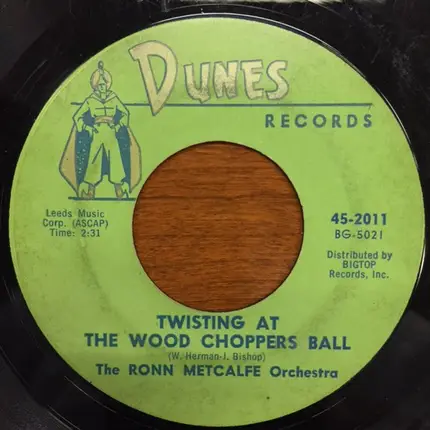 DUNES
RECORDS
Leeds Music
Corp. (ASCAP)
Time: 2:31
45-2011
BG-5021
Distributed by
BIGTOP
Records, Inc.
TWISTING AT
THE WOOD CHOPPERS BALL
(W. Herman-J. Bishop)
The RONN METCALFE Orchestra